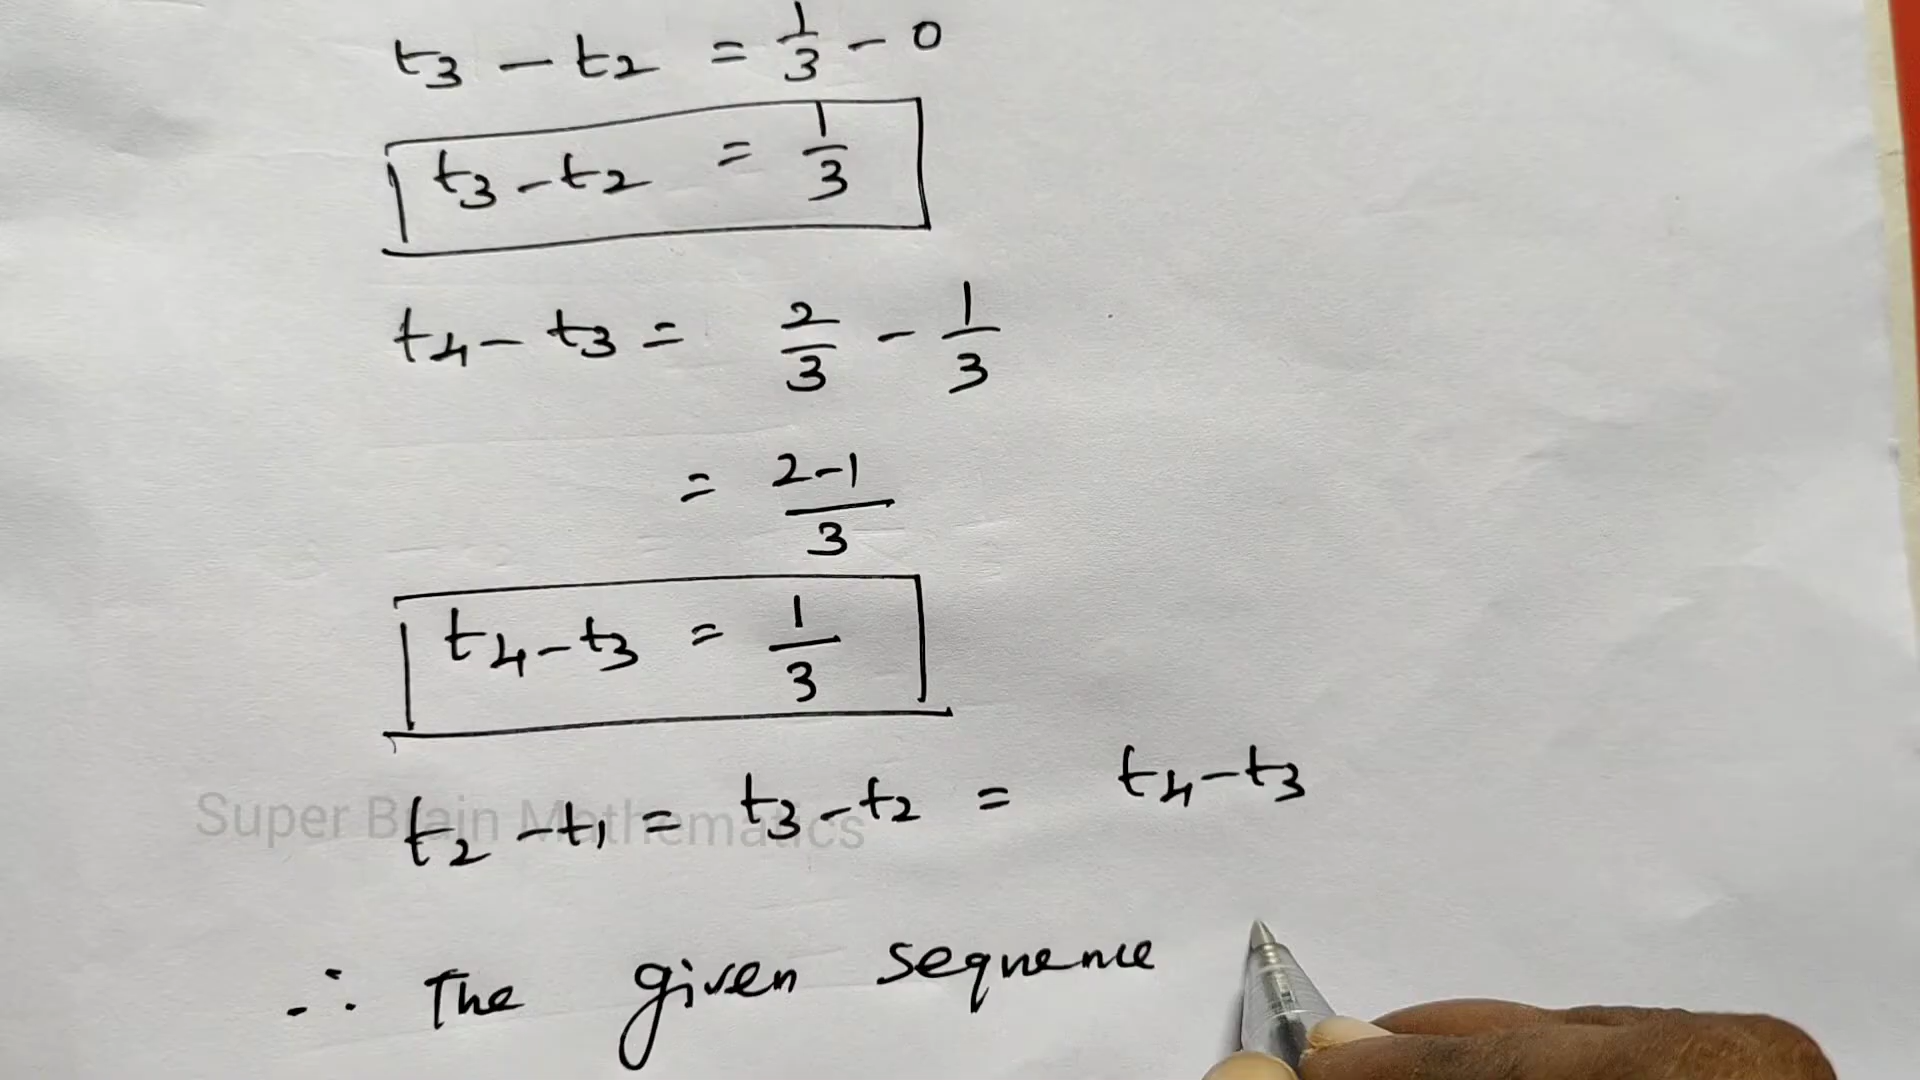 t₃ - t₂ = 1/3 - 0
t₃ - t₂ = 1/3
t₄ - t₃ = 2/3 - 1/3
= (2-1)/3
t₄ - t₃ = 1/3
t₂ - t₁ = t₃ - t₂ = t₄ - t₃
Super Brain Mathematics
∴ The given sequence